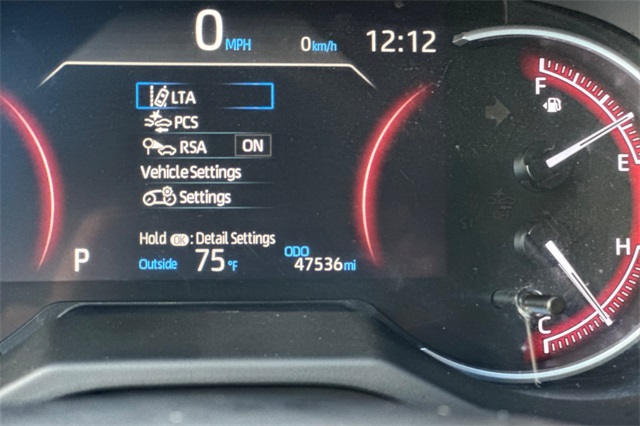 0 MPH 0 km/h 12:12
LTA
PCS
RSA ON
Vehicle Settings
Settings
Hold OK : Detail Settings
P Outside 75 °F ODO 47536 mi
F
E
H
C